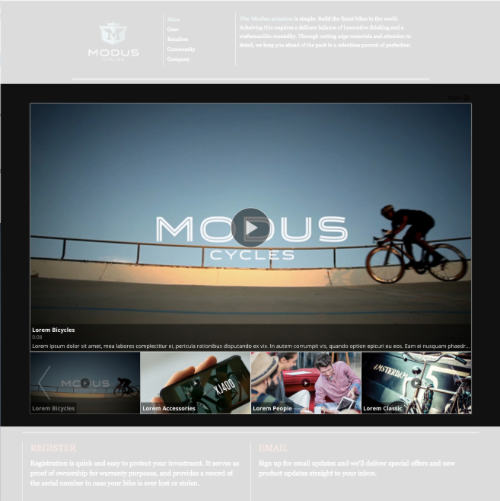 MODUS
CYCLES
Gear
Retailers
Community
Company
The Modus mission is simple: Build the finest bikes in the world.
Achieving it requires a delicate balance of innovative thinking and a
craftsmanlike mentality. Through cutting edge materials and attention to
detail, we keep you ahead of the pack in a relentless pursuit of perfection.
MODUS
CYCLES
Lorem Bicycles
0:09
Lorem ipsum dolor sit amet, mea labores complectitur ei, pericula rationibus disputando ex vix. In autem corrumpit vis, quando option epicuri eu eos. Eam ei nusquam phaedr...
MODUS
Lorem Bicycles
Lorem Accessories
Lorem People
AMSTERDAM
Lorem Classic
REGISTER
Registration is quick and easy to protect your investment. It serves as
proof of ownership for warranty purposes, and provides a record of
the serial number in case your bike is ever lost or stolen.
EMAIL
Sign up for email updates and we'll deliver special offers and new
product updates straight to your inbox.